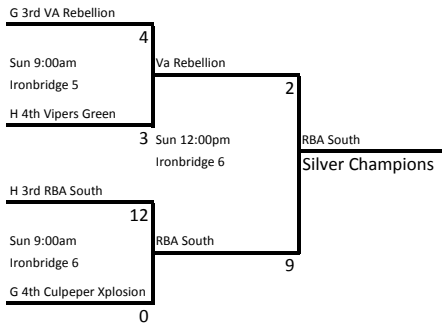 G 3rd VA Rebellion
4
Sun 9:00am
Va Rebellion
Ironbridge 5
2
H 4th Vipers Green
3
Sun 12:00pm
RBA South
Ironbridge 6
Silver Champions
H 3rd RBA South
12
Sun 9:00am
RBA South
Ironbridge 6
9
G 4th Culpeper Xplosion
0